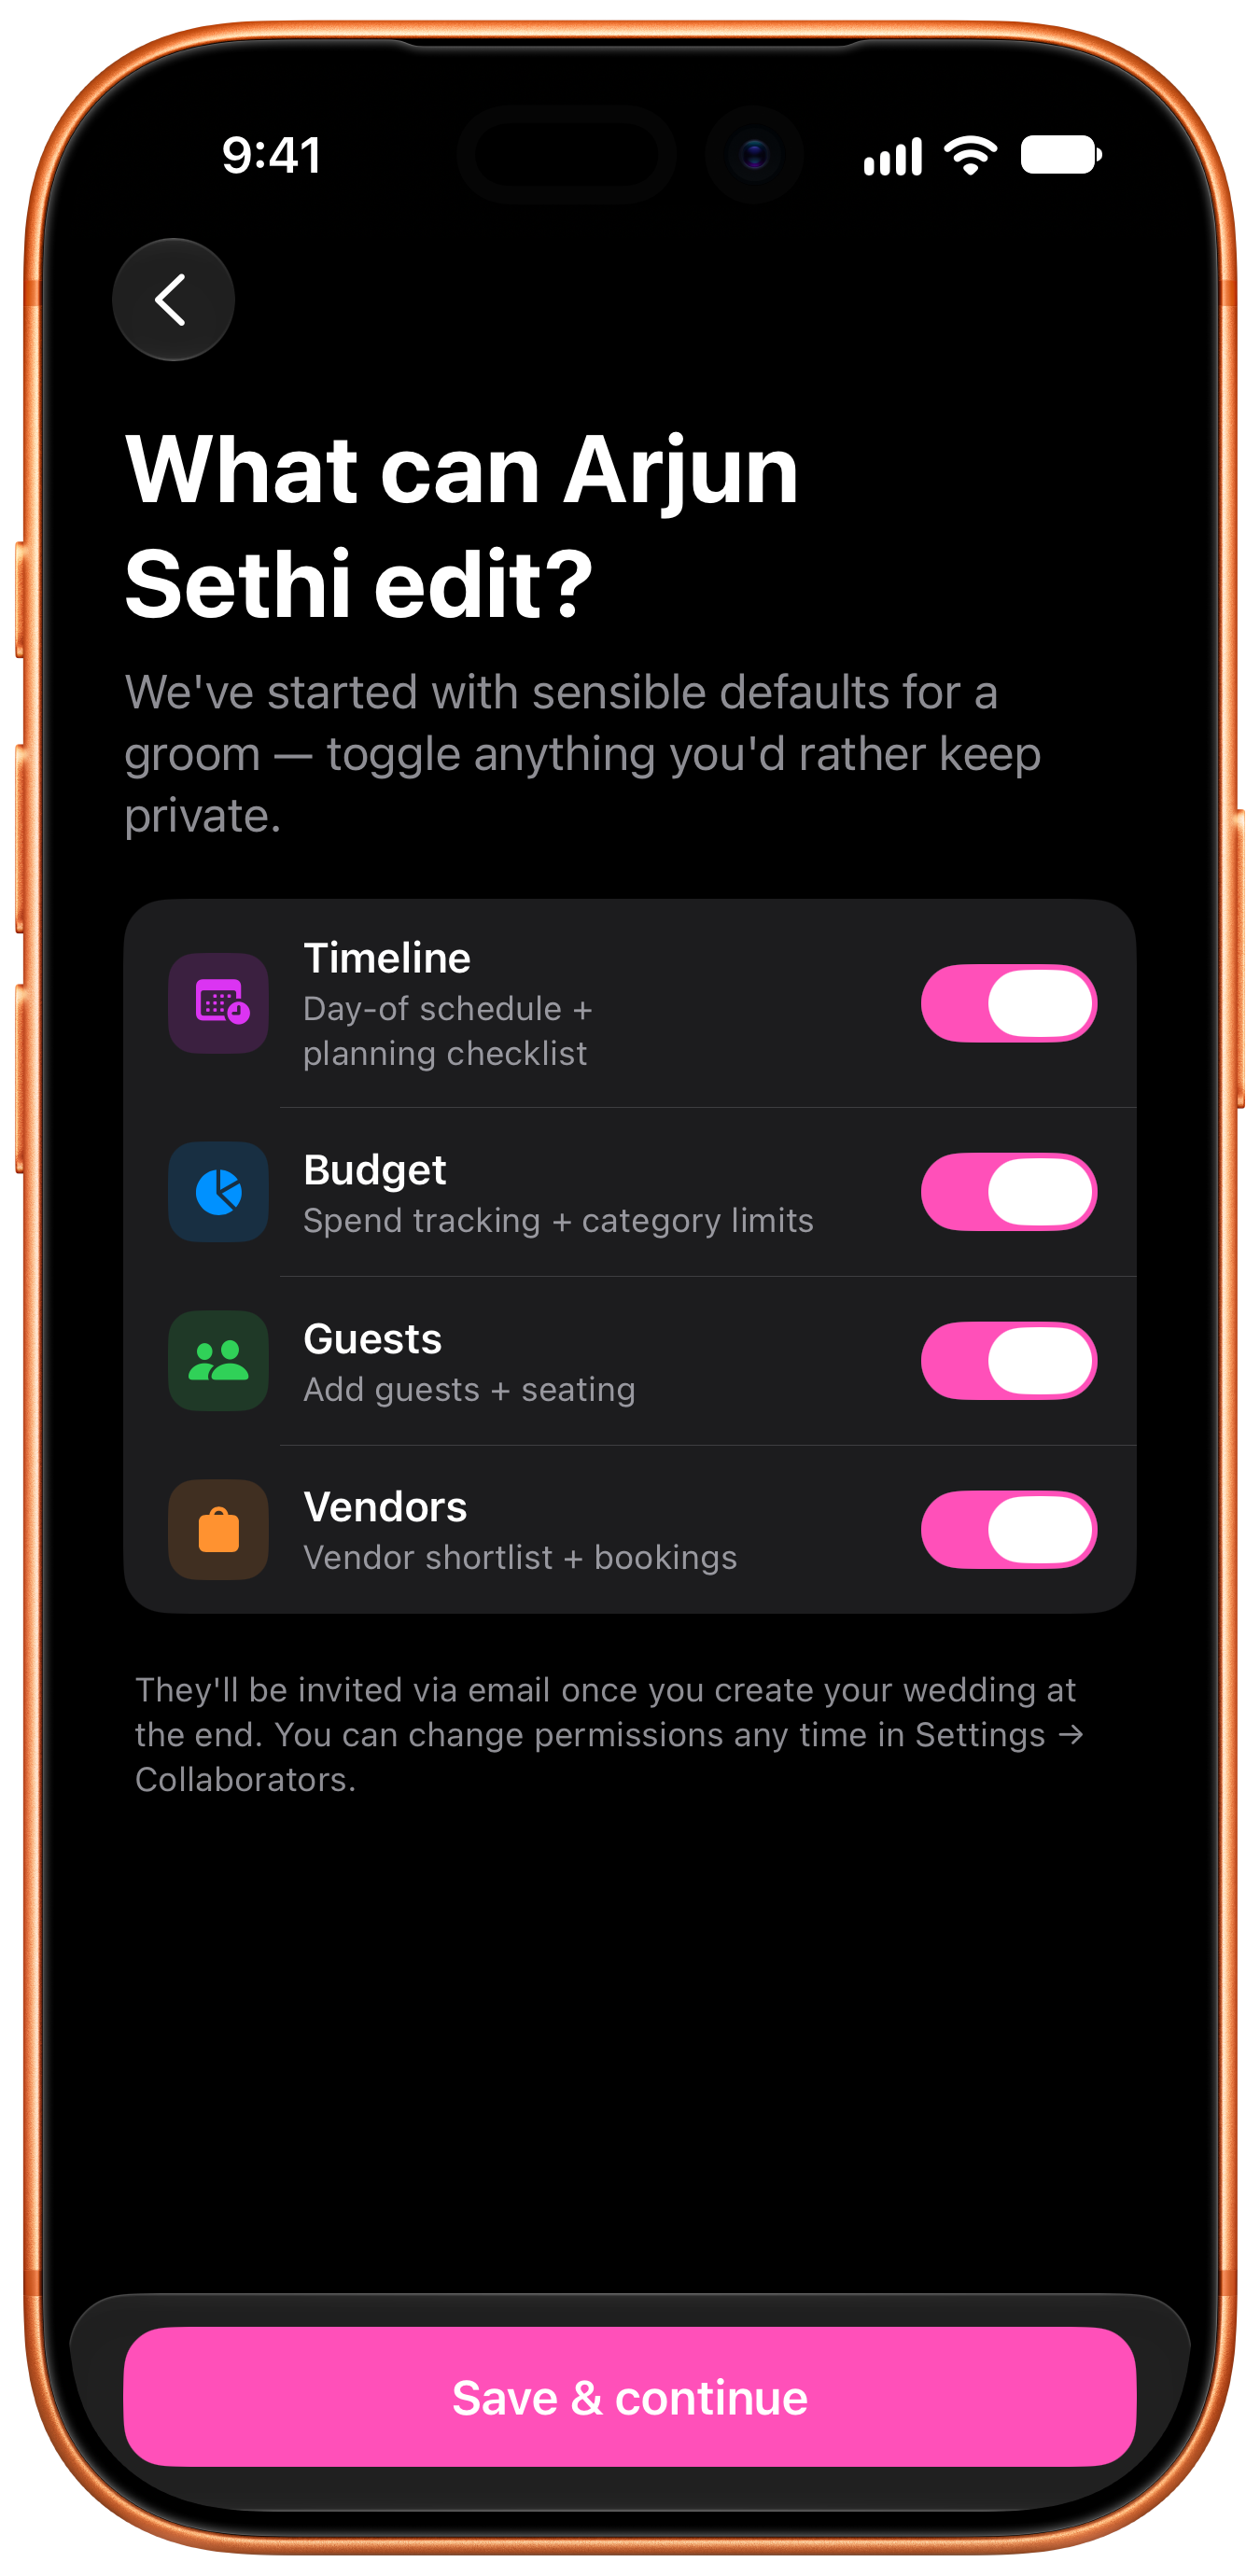 9:41
What can Arjun
Sethi edit?
We've started with sensible defaults for a
groom — toggle anything you'd rather keep
private.
Timeline
Day-of schedule +
planning checklist
Budget
Spend tracking + category limits
Guests
Add guests + seating
Vendors
Vendor shortlist + bookings
They'll be invited via email once you create your wedding at
the end. You can change permissions any time in Settings →
Collaborators.
Save & continue